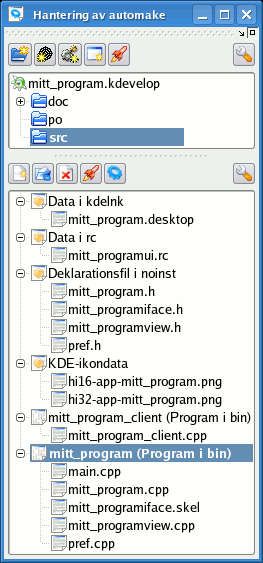 Hantering av automake
mitt_program.kdevelop
doc
po
src
Data i kdelnk
mitt_program.desktop
Data i rc
mitt_programui.rc
Deklarationsfil i noinst
mitt_program.h
mitt_programiface.h
mitt_programview.h
pref.h
KDE-ikondata
hi16-app-mitt_program.png
hi32-app-mitt_program.png
mitt_program_client (Program i bin)
mitt_program_client.cpp
mitt_program (Program i bin)
main.cpp
mitt_program.cpp
mitt_programiface.skel
mitt_programview.cpp
pref.cpp